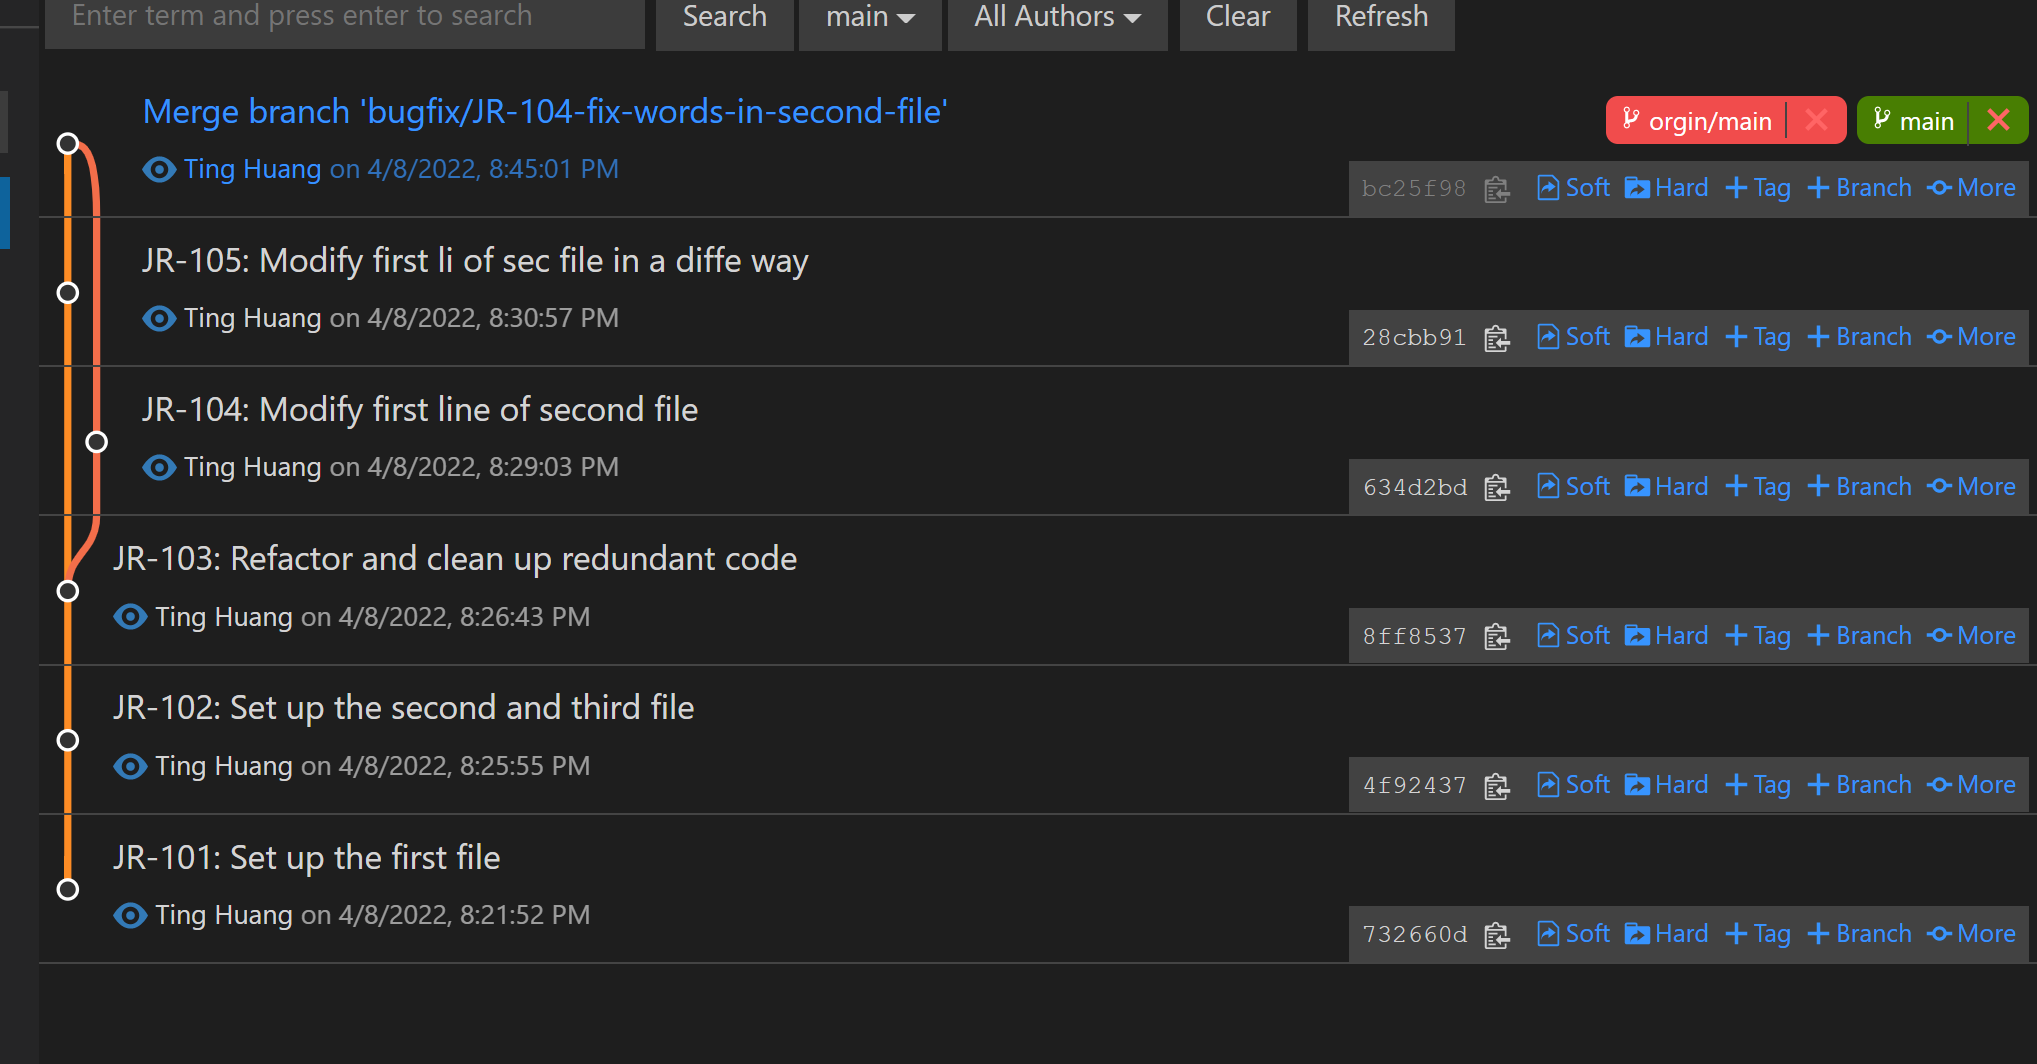 Enter term and press enter to search Search main All Authors Clear Refresh
Merge branch 'bugfix/JR-104-fix-words-in-second-file' orgin/main main
Ting Huang on 4/8/2022, 8:45:01 PM
bc25f98 Soft Hard Tag Branch More
JR-105: Modify first li of sec file in a diffe way
Ting Huang on 4/8/2022, 8:30:57 PM
28cbb91 Soft Hard Tag Branch More
JR-104: Modify first line of second file
Ting Huang on 4/8/2022, 8:29:03 PM
634d2bd Soft Hard Tag Branch More
JR-103: Refactor and clean up redundant code
Ting Huang on 4/8/2022, 8:26:43 PM
8ff8537 Soft Hard Tag Branch More
JR-102: Set up the second and third file
Ting Huang on 4/8/2022, 8:25:55 PM
4f92437 Soft Hard Tag Branch More
JR-101: Set up the first file
Ting Huang on 4/8/2022, 8:21:52 PM
732660d Soft Hard Tag Branch More